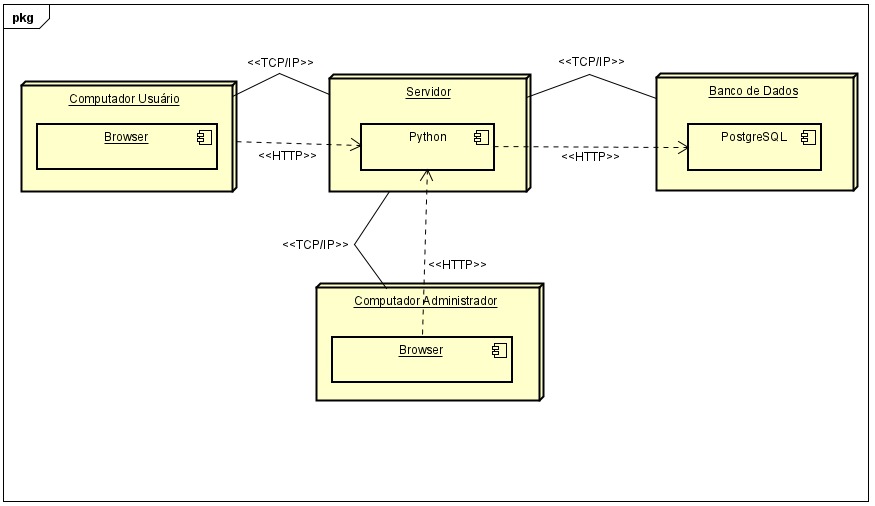 pkg
<<TCP/IP>>
<<TCP/IP>>
Computador Usuário
Servidor
Banco de Dados
Browser
Python
PostgreSQL
<<HTTP>>
<<HTTP>>
<<TCP/IP>>
<<HTTP>>
Computador Administrador
Browser